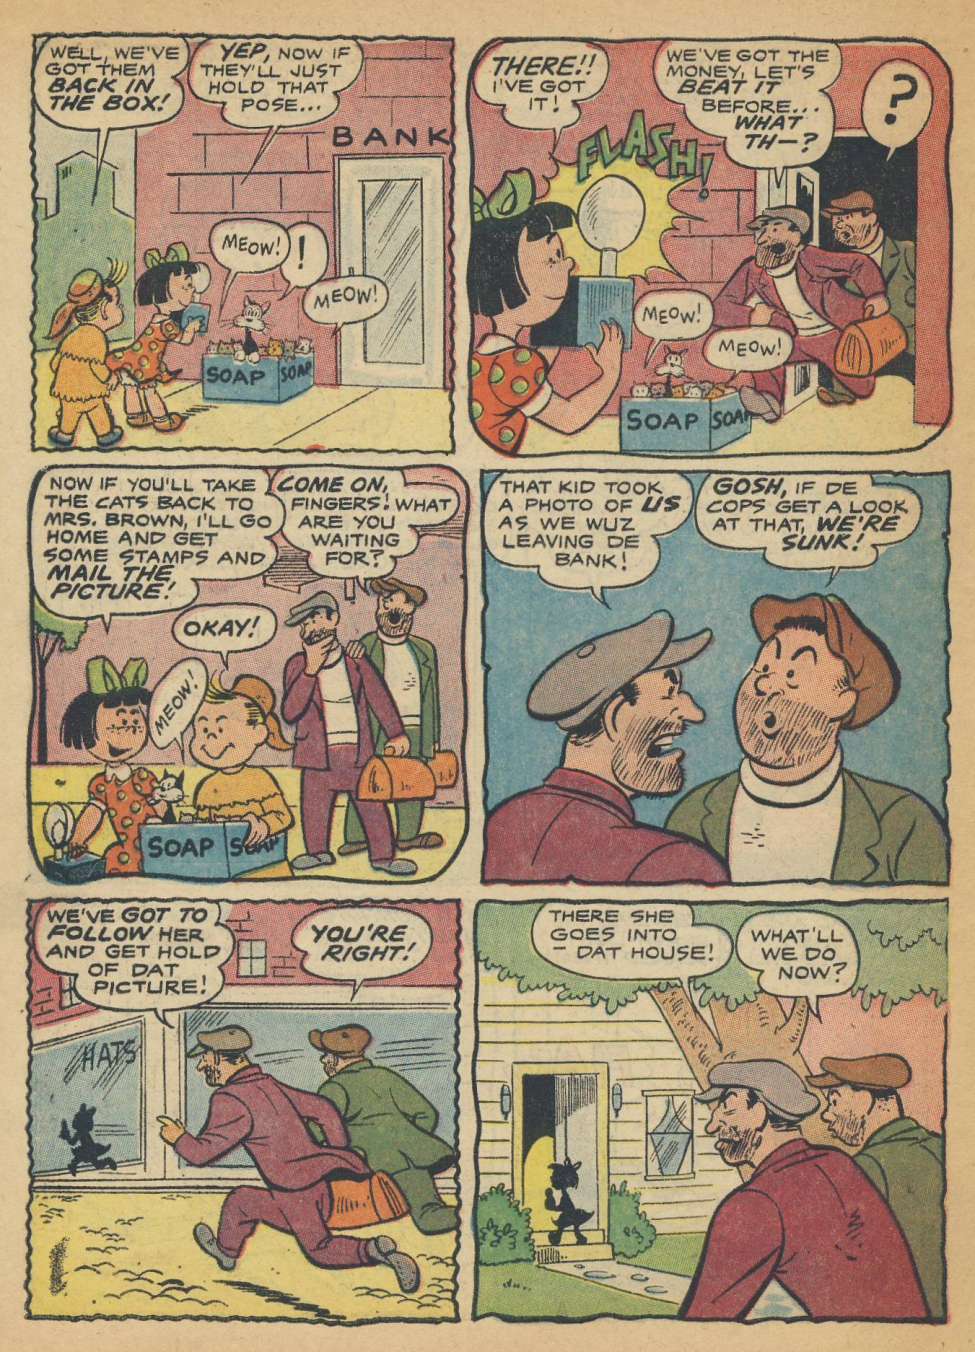 WELL, WE'VE
GOT THEM
BACK IN
THE BOX!
YEP, NOW IF
THEY'LL JUST
HOLD THAT
POSE...
BANK
MEOW!
!
MEOW!
SOAP
SOAP
THERE!!
I'VE GOT
IT!
FLASH!
WE'VE GOT THE
MONEY, LET'S
BEAT IT
BEFORE...
WHAT
TH—?
?
MEOW!
MEOW!
SOAP
SOAP
NOW IF YOU'LL TAKE
THE CATS BACK TO
MRS. BROWN, I'LL GO
HOME AND GET
SOME STAMPS AND
MAIL THE
PICTURE!
COME ON,
FINGERS! WHAT
ARE YOU
WAITING
FOR?
OKAY!
MEOW!
SOAP
SOAP
THAT KID TOOK
A PHOTO OF US
AS WE WUZ
LEAVING DE
BANK!
GOSH, IF DE
COPS GET A LOOK
AT THAT, WE'RE
SUNK!
WE'VE GOT TO
FOLLOW HER
AND GET HOLD
OF DAT
PICTURE!
YOU'RE
RIGHT!
HATS
THERE SHE
GOES INTO
— DAT HOUSE!
WHAT'LL
WE DO
NOW?